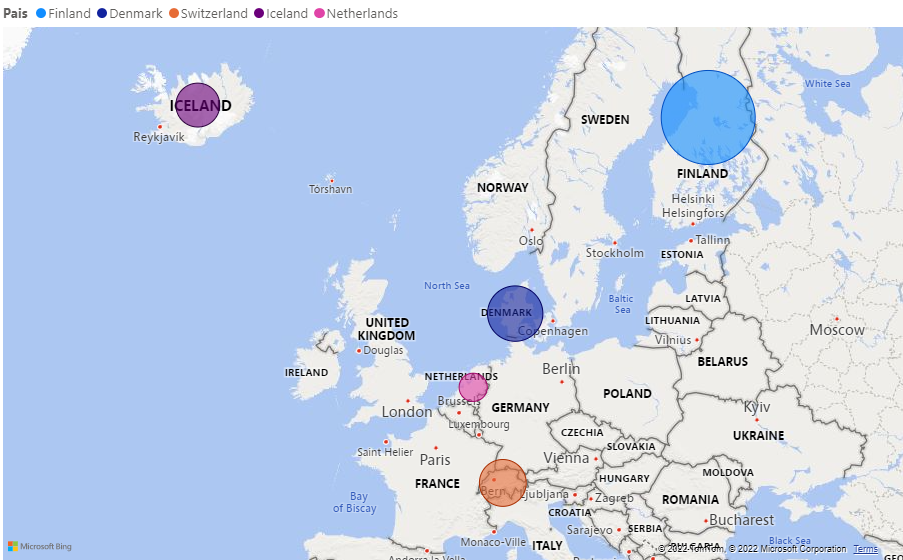 Pais Finland Denmark Switzerland Iceland Netherlands
White Sea
ICELAND
SWEDEN
Reykjavík
FINLAND
Tórshavn
NORWAY
Helsinki
Helsingfors
Oslo
Tallinn
Stockholm
ESTONIA
North Sea
Baltic
Sea
LATVIA
DENMARK
LITHUANIA
UNITED
KINGDOM
Copenhagen
Moscow
Vilnius
Douglas
BELARUS
IRELAND
NETHERLANDS
Berlin
POLAND
Brussels
GERMANY
London
Kyiv
Luxembourg
CZECHIA
UKRAINE
SLOVAKIA
Saint Helier
Paris
Vienna
MOLDOVA
HUNGARY
FRANCE
Bern
Ljubljana
Zagreb
ROMANIA
Bay
of Biscay
CROATIA
Bucharest
Sarajevo
SERBIA
Monaco-Ville
Black Sea
ITALY
Microsoft Bing
© 2022 TomTom, © 2022 Microsoft Corporation Terms
Andorra la Vella